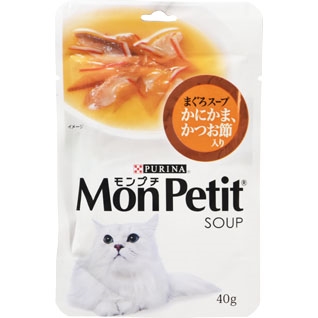 イメージ
まぐろスープ
かにかま、
かつお節
入り
PURINA
モンプチ
MonPetit®
SOUP
40g